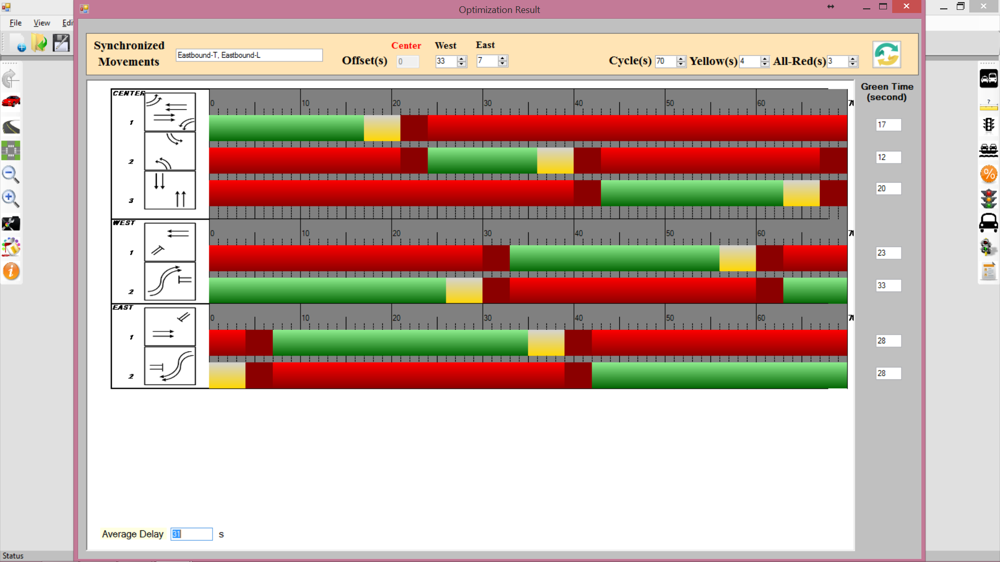 Optimization Result
File View Edi
Synchronized Movements
Eastbound-T, Eastbound-L
Offset(s)
Center West East
0 33 7
Cycle(s) 70 Yellow(s) 4 All-Red(s) 3
Green Time
(second)
CENTER
0 10 20 30 40 50 60
1 17
2 12
3 20
WEST
0 10 20 30 40 50 60
1 23
2 33
EAST
0 10 20 30 40 50 60
1 28
2 28
Average Delay 31 s
Status